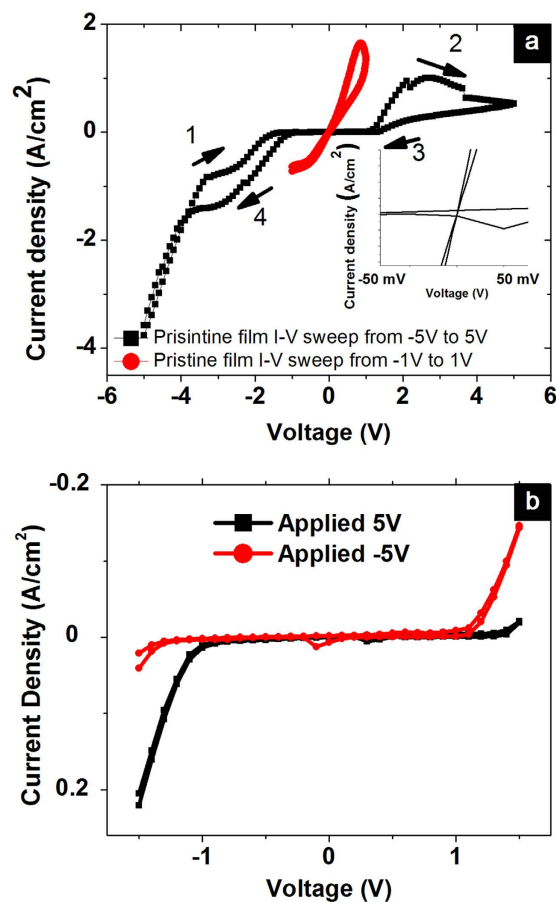 a
2
0
-2
-4
Current density (A/cm²)
1
2
3
4
Current density (A/cm²)
-50 mV
50 mV
Voltage (V)
Prisintine film I-V sweep from -5V to 5V
Pristine film I-V sweep from -1V to 1V
-6 -4 -2 0 2 4 6
Voltage (V)
b
-0.2
0
0.2
Current Density (A/cm²)
Applied 5V
Applied -5V
-1 0 1
Voltage (V)